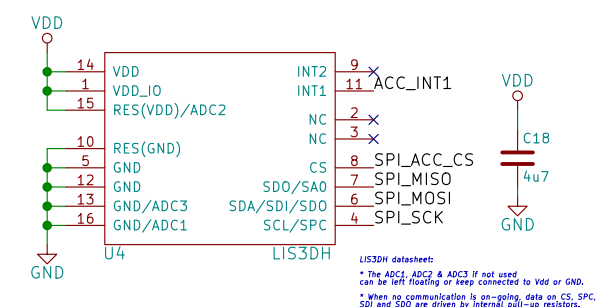 VDD
14 VDD
1 VDD_IO
15 RES(VDD)/ADC2
10 RES(GND)
5 GND
12 GND
13 GND/ADC3
16 GND/ADC1
GND
U4
LIS3DH
INT2 9
INT1 11 ACC_INT1
NC 2
NC 3
CS 8 SPI_ACC_CS
SDO/SA0 7 SPI_MISO
SDA/SDI/SDO 6 SPI_MOSI
SCL/SPC 4 SPI_SCK
VDD
C18
4u7
GND
LIS3DH datasheet:
* The ADC1, ADC2 & ADC3 if not used
can be left floating or keep connected to Vdd or GND.
* When no communication is on-going, data on CS, SPC,
SDI and SDO are driven by internal pull-up resistors.